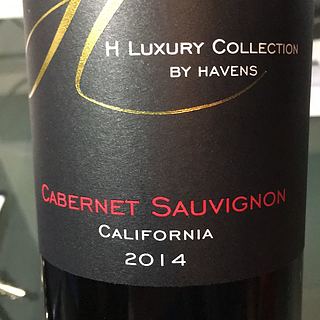 H LUXURY COLLECTION
BY HAVENS
CABERNET SAUVIGNON
CALIFORNIA
2014